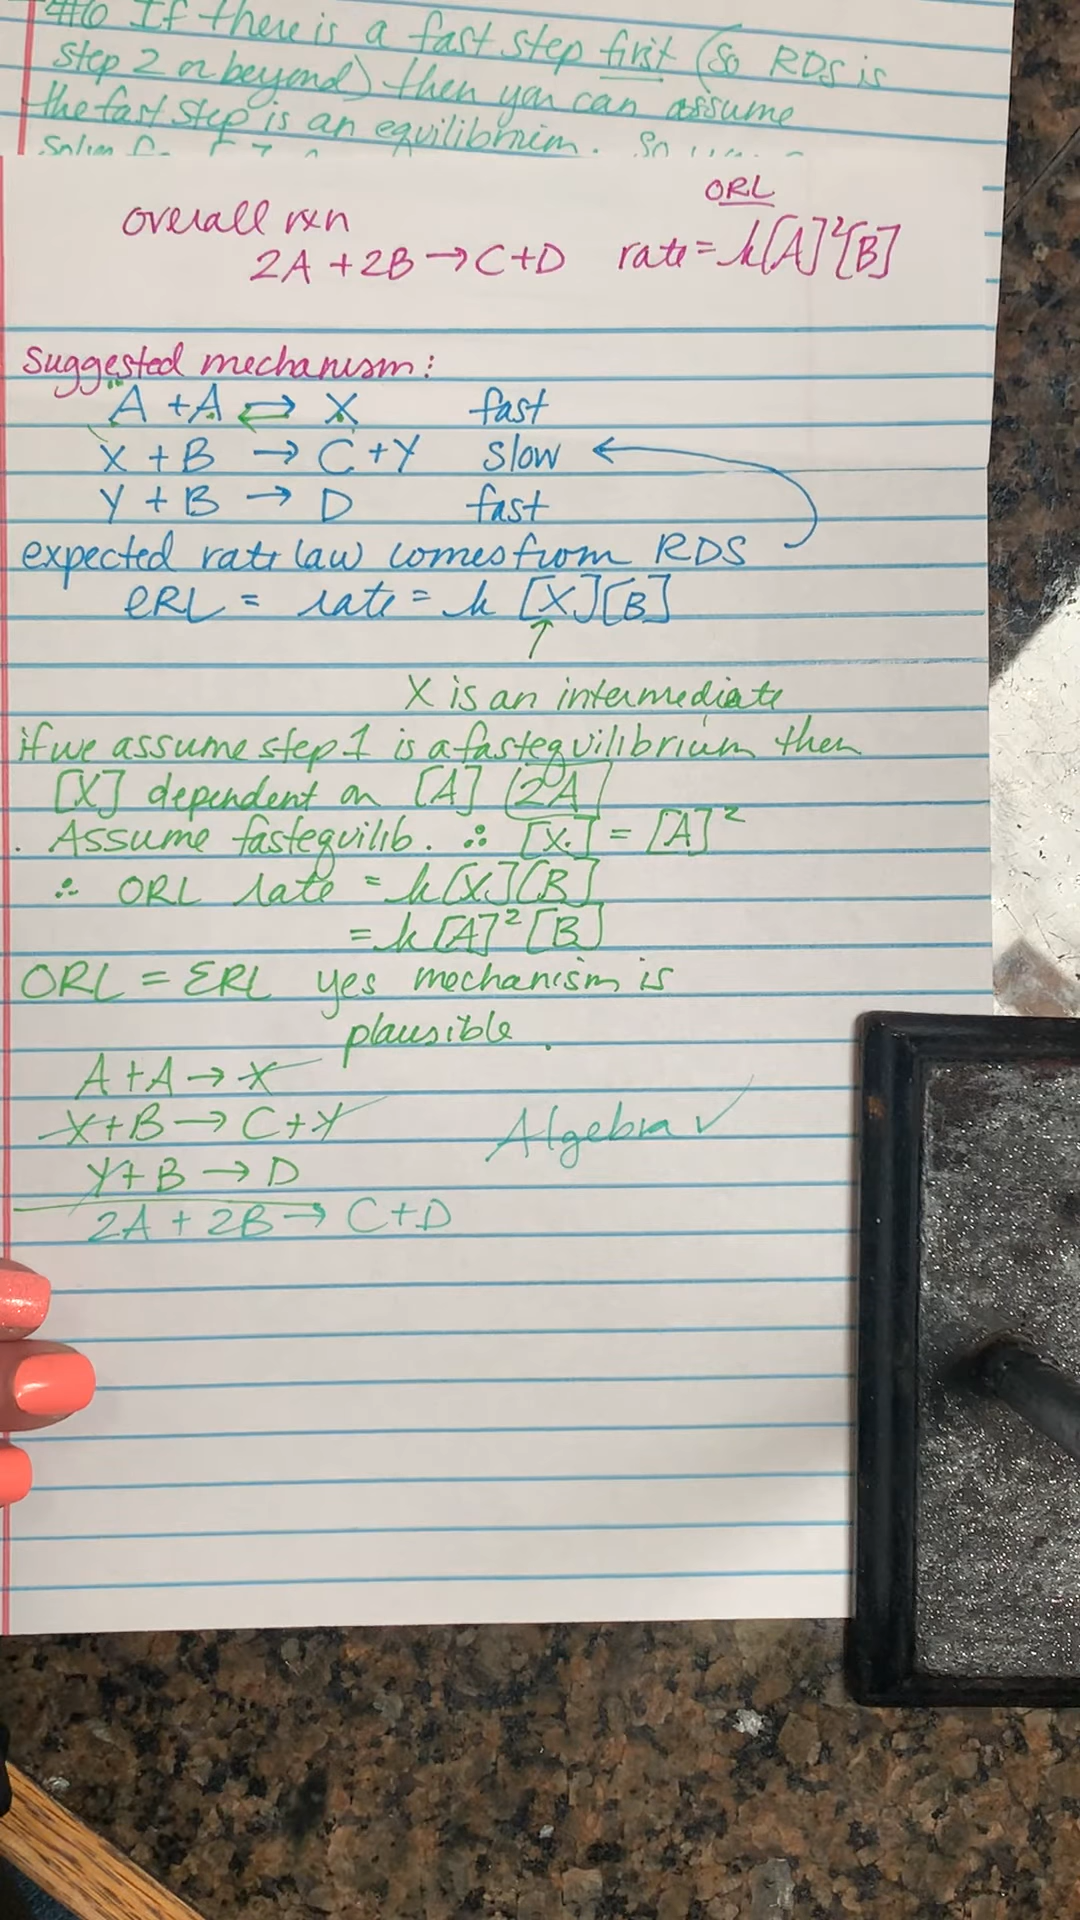 #6 If there is a fast step first (so RDS is
step 2 or beyond) then you can assume
the fast step is an equilibrium. So
ORL
overall rxn
2A + 2B → C+D rate = k[A]²[B]
Suggested mechanism:
A + A ⇌ X fast
X + B → C + Y slow
Y + B → D fast
expected rate law comes from RDS
ERL = rate = k [X][B]
↑
X is an intermediate
if we assume step 1 is a fast equilibrium then
[X] dependent on [A] (2A)
. Assume fast equilib. ∴ [X] = [A]²
∴ ORL rate = k[X][B]
= k[A]²[B]
ORL = ERL yes mechanism is
plausible.
A + A → X
X + B → C + Y
Algebra ✓
Y + B → D
2A + 2B → C + D